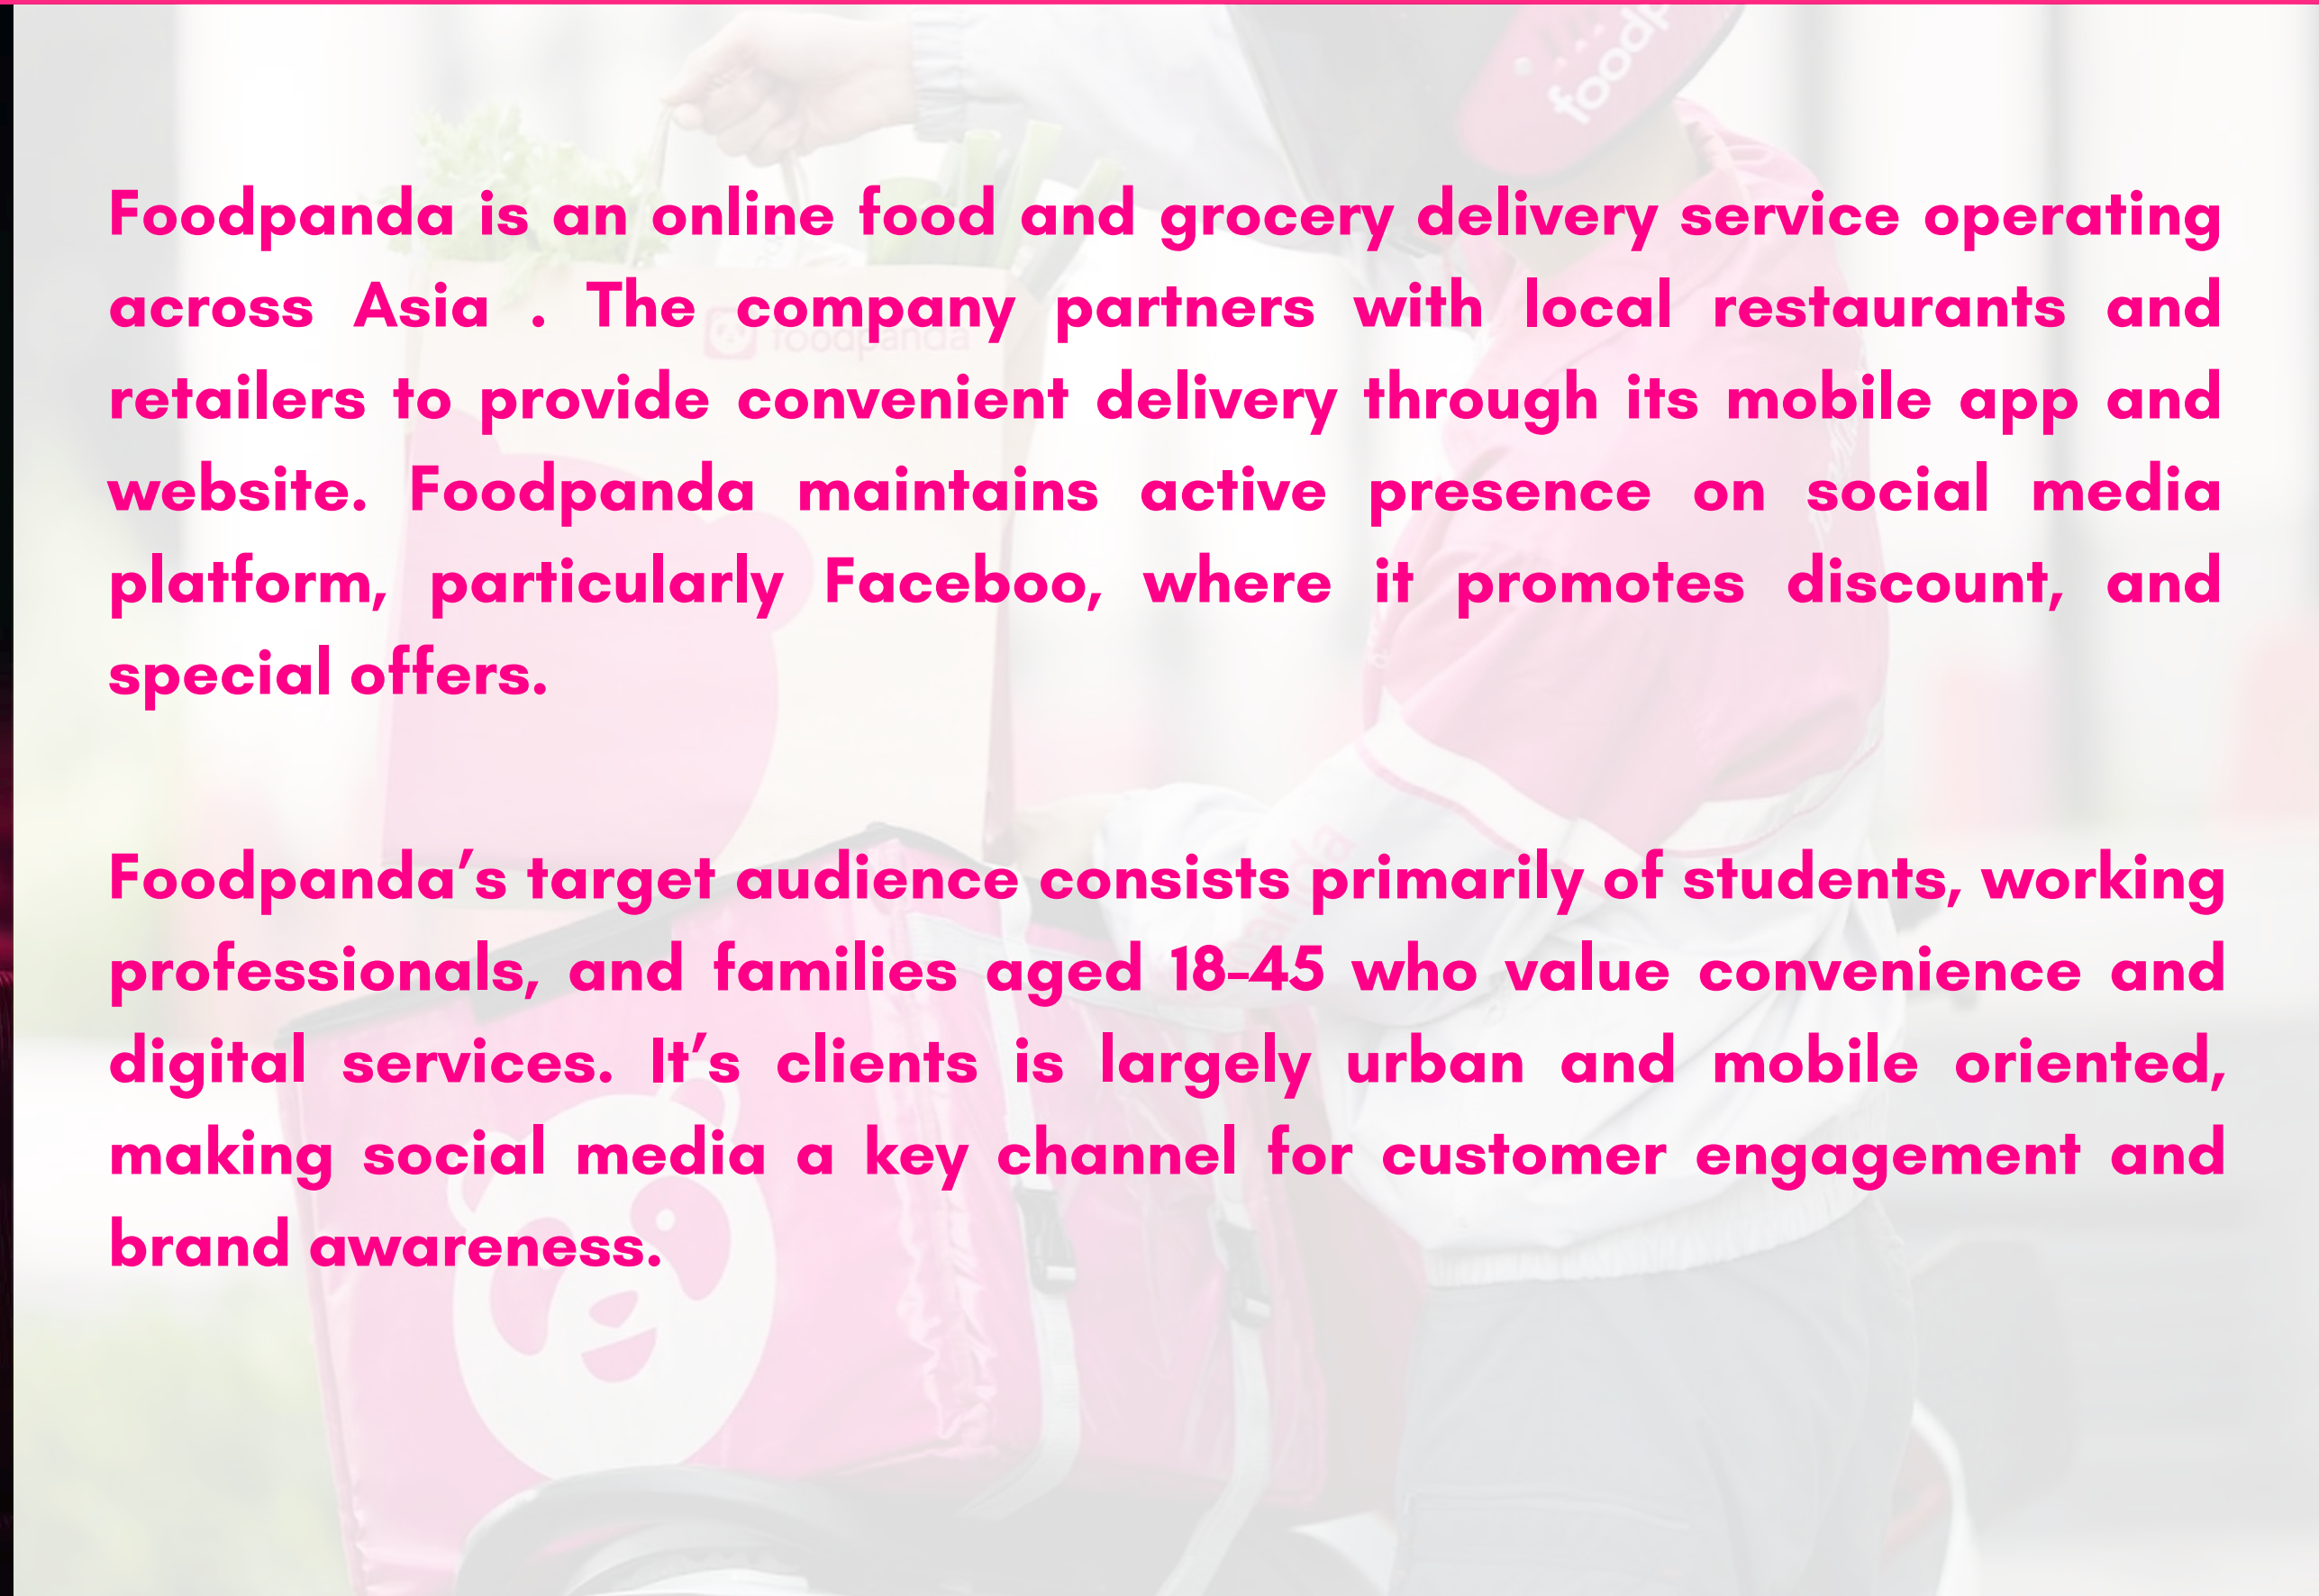 foodp
Foodpanda is an online food and grocery delivery service operating
across Asia . The company partners with local restaurants and
foodpanda
retailers to provide convenient delivery through its mobile app and
website. Foodpanda maintains active presence on social media
platform, particularly Faceboo, where it promotes discount, and
special offers.
Foodpanda’s target audience consists primarily of students, working
professionals, and families aged 18-45 who value convenience and
digital services. It’s clients is largely urban and mobile oriented,
making social media a key channel for customer engagement and
brand awareness.